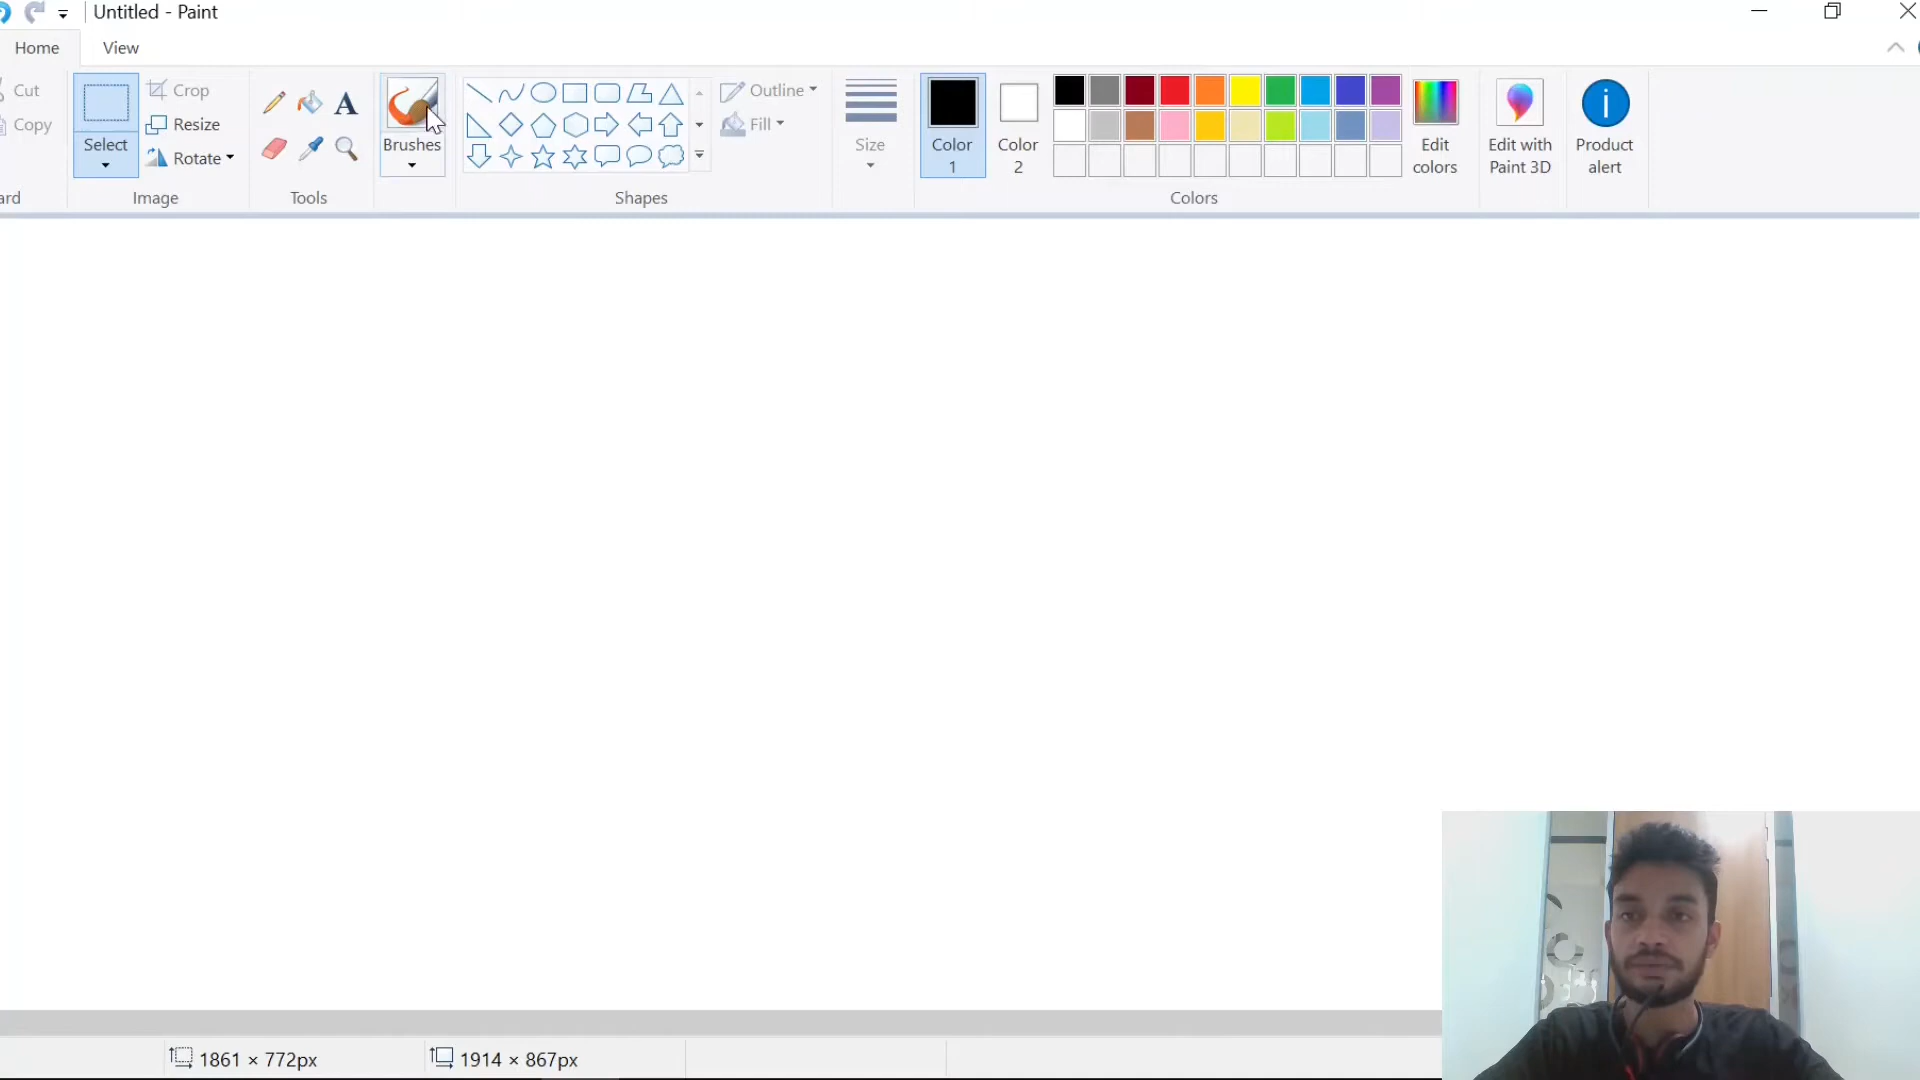 Untitled - Paint
Home View
Cut
Copy
Select
Crop
Resize
Rotate
Image
Tools
Brushes
Shapes
Outline
Fill
Size
Color 1
Color 2
Colors
Edit colors
Edit with Paint 3D
Product alert
1861 × 772px
1914 × 867px